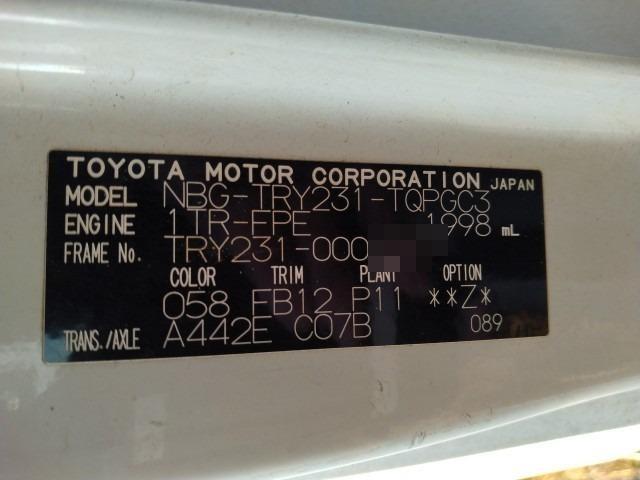 TOYOTA MOTOR CORPORATION JAPAN
MODEL NBG-TRY231-TQPGC3
ENGINE 1TR-FPE 1998 mL
FRAME No. TRY231-000
COLOR TRIM PLANT OPTION
058 FB12 P11 **Z*
TRANS./AXLE A442E C07B 089